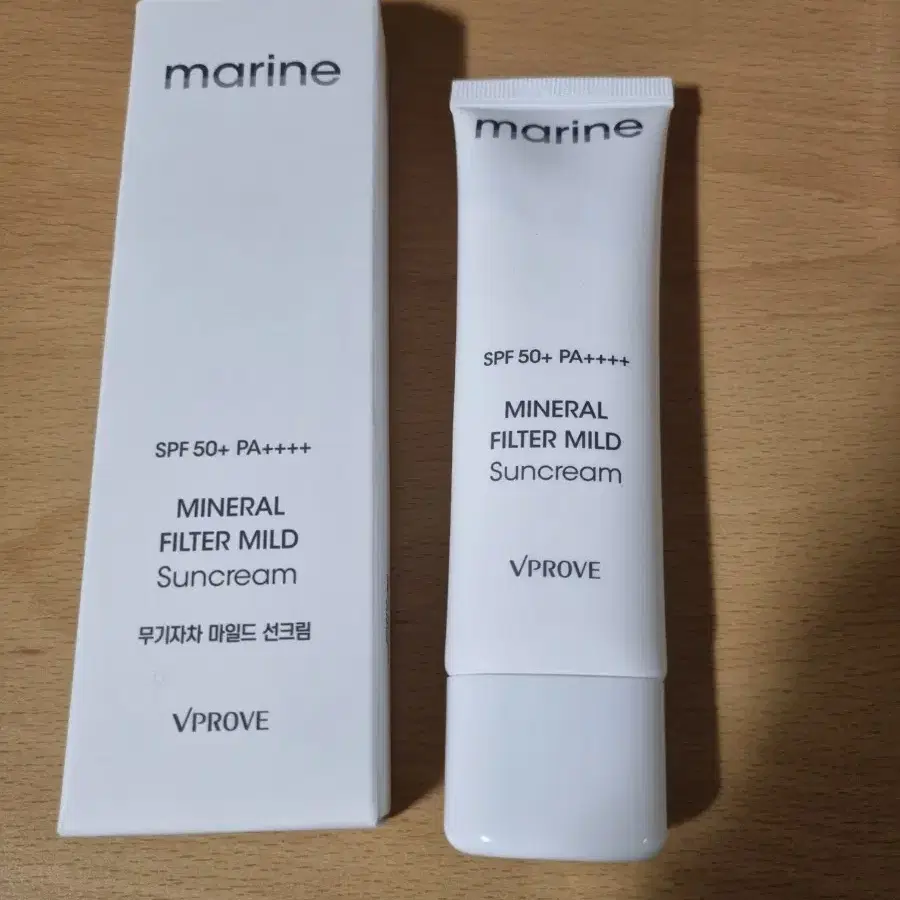 marine
SPF 50+ PA++++
MINERAL
FILTER MILD
Suncream
무기자차 마일드 선크림
VPROVE
marine
SPF 50+ PA++++
MINERAL
FILTER MILD
Suncream
VPROVE